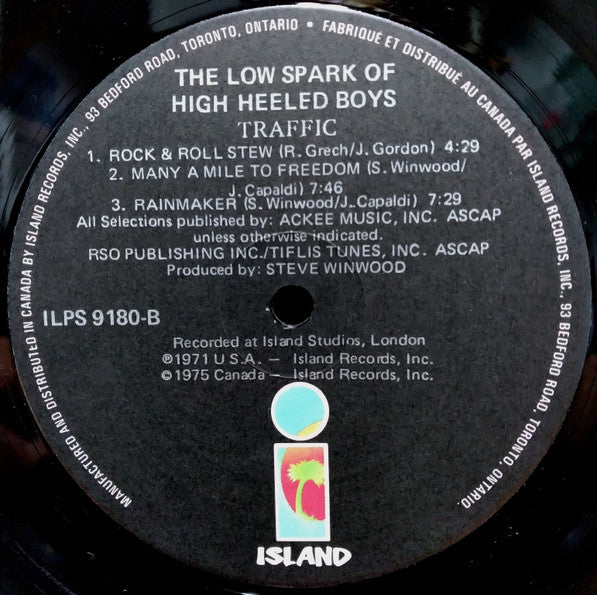 MANUFACTURED AND DISTRIBUTED IN CANADA BY ISLAND RECORDS, INC., 93 BEDFORD ROAD, TORONTO, ONTARIO • FABRIQUE ET DISTRIBUE AU CANADA PAR ISLAND RECORDS, INC., 93 BEDFORD ROAD, TORONTO, ONTARIO.
THE LOW SPARK OF
HIGH HEELED BOYS
TRAFFIC
1. ROCK & ROLL STEW (R. Grech/J. Gordon) 4:29
2. MANY A MILE TO FREEDOM (S. Winwood/
J. Capaldi) 7:46
3. RAINMAKER (S. Winwood/J. Capaldi) 7:29
All Selections published by: ACKEE MUSIC, INC. ASCAP
unless otherwise indicated.
RSO PUBLISHING INC./TIFLIS TUNES, INC. ASCAP
Produced by: STEVE WINWOOD
ILPS 9180-B
Recorded at Island Studios, London
℗1971 U.S.A. — Island Records, Inc.
©1975 Canada — Island Records, Inc.
ISLAND